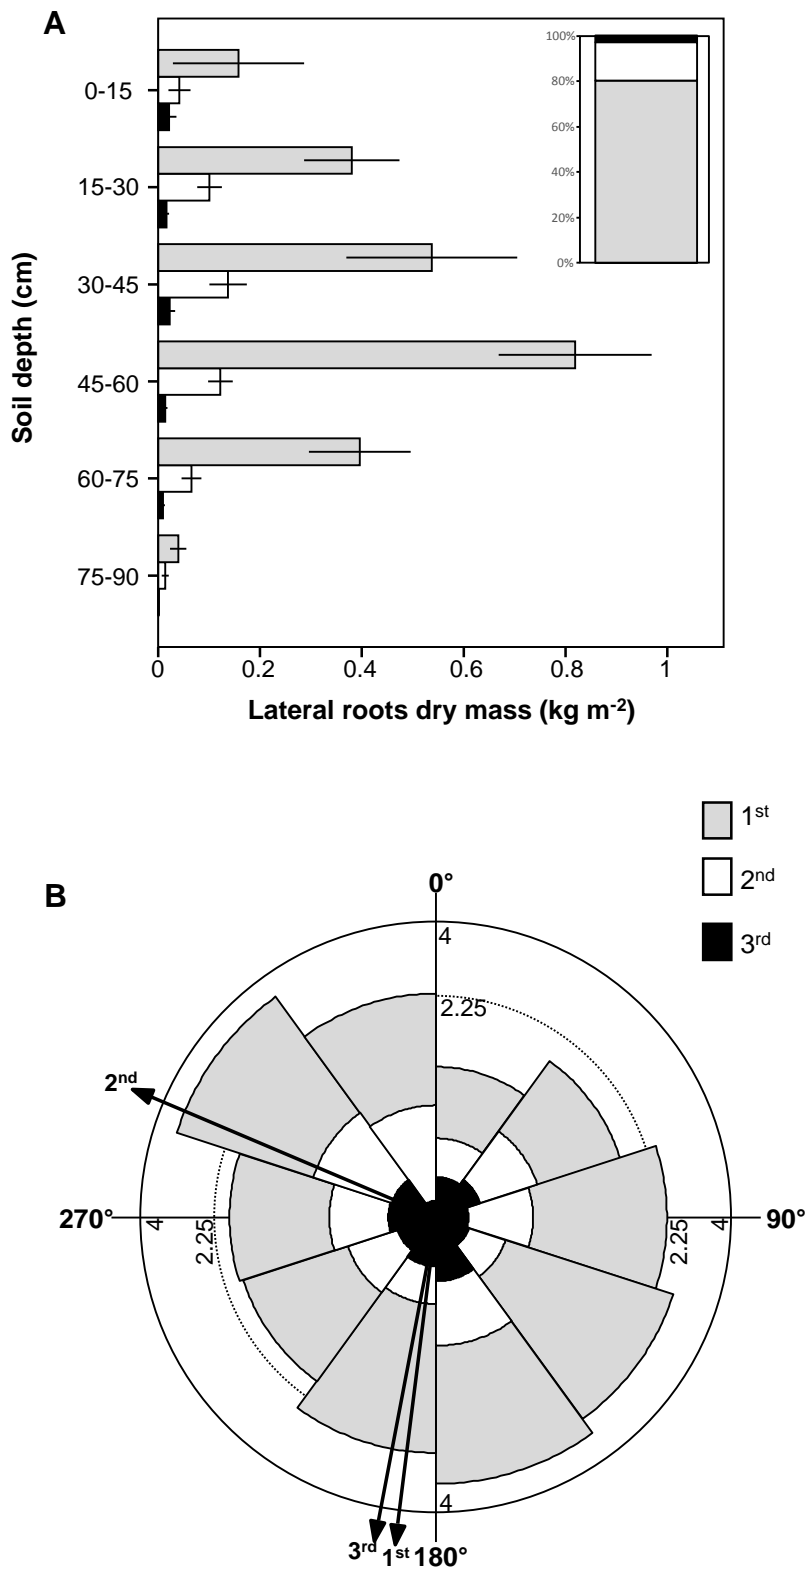 A
100%
80%
60%
40%
20%
0%
0-15
15-30
30-45
45-60
60-75
75-90
Soil depth (cm)
0 0.2 0.4 0.6 0.8 1
Lateral roots dry mass (kg m⁻²)
1ˢᵗ
2ⁿᵈ
3ʳᵈ
B
0°
4
2.25
2ⁿᵈ
270° 4 2.25 2.25 4 90°
4
3ʳᵈ 1ˢᵗ 180°